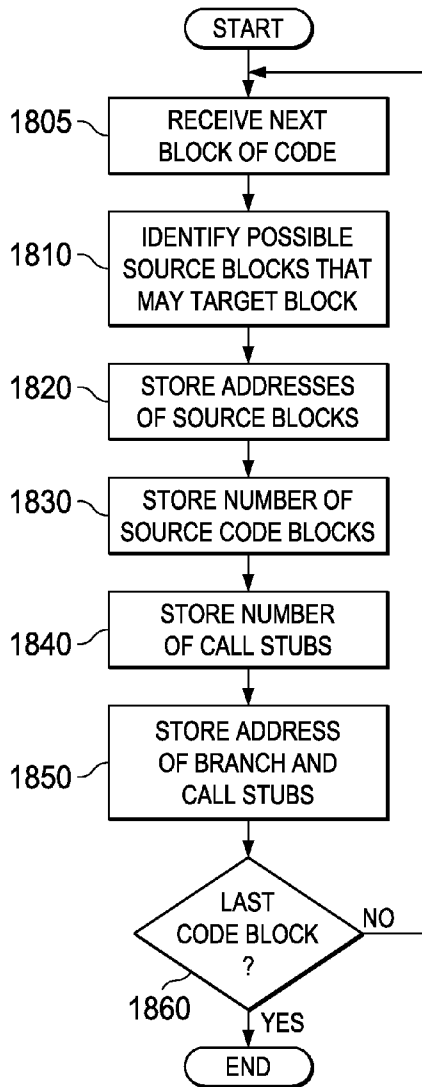 START
1805
RECEIVE NEXT
BLOCK OF CODE
1810
IDENTIFY POSSIBLE
SOURCE BLOCKS THAT
MAY TARGET BLOCK
1820
STORE ADDRESSES
OF SOURCE BLOCKS
1830
STORE NUMBER OF
SOURCE CODE BLOCKS
1840
STORE NUMBER
OF CALL STUBS
1850
STORE ADDRESS
OF BRANCH AND
CALL STUBS
LAST
CODE BLOCK
?
NO
1860
YES
END